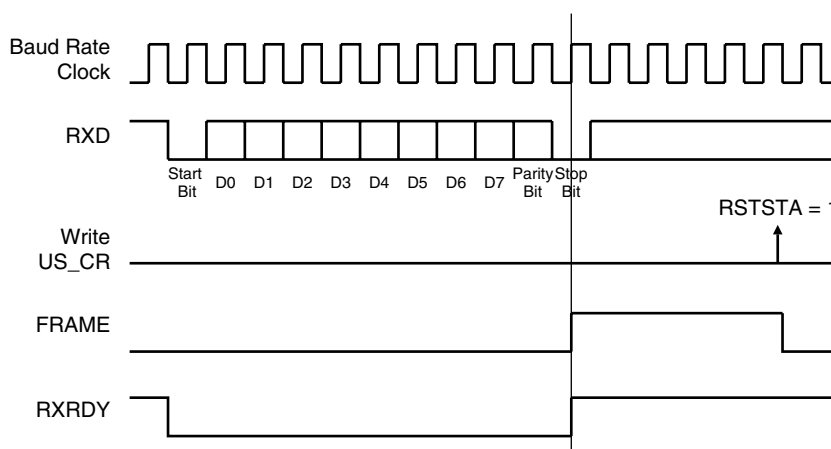 Baud Rate
Clock
RXD
Start
Bit
D0 D1 D2 D3 D4 D5 D6 D7
Parity
Bit
Stop
Bit
RSTSTA = 1
Write
US_CR
FRAME
RXRDY